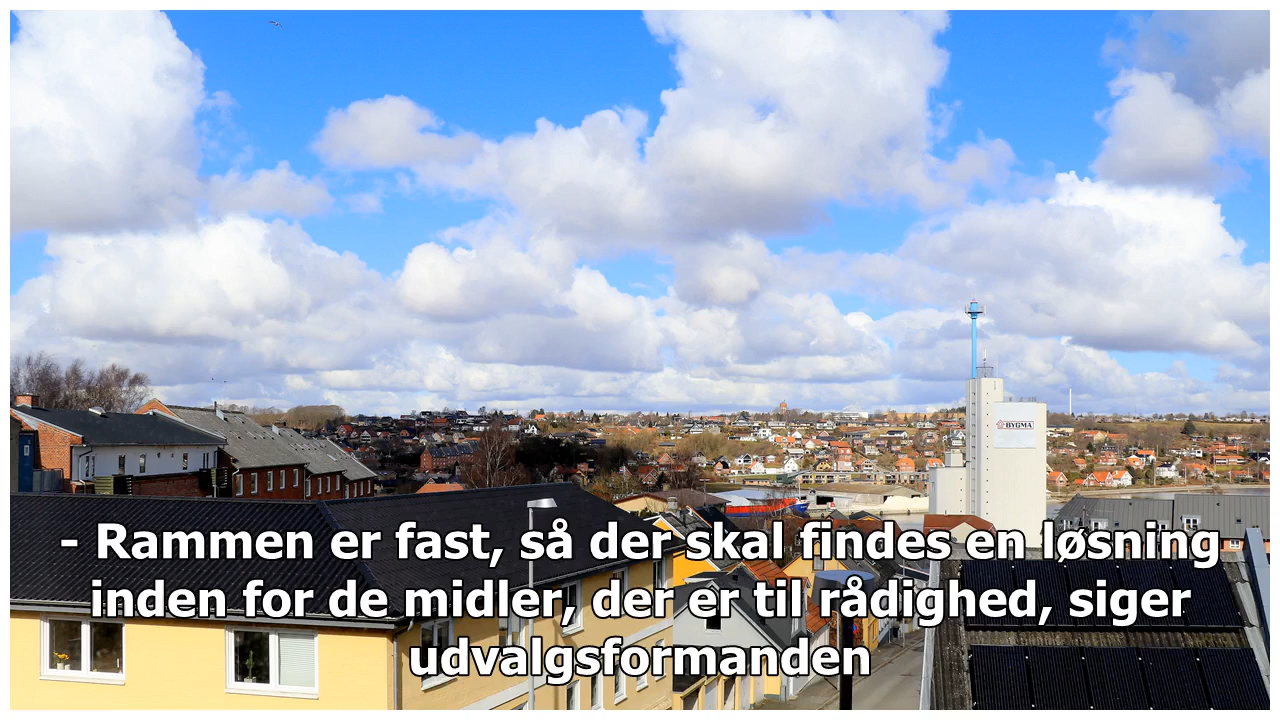 BYGMA
- Rammen er fast, så der skal findes en løsning
inden for de midler, der er til rådighed, siger
udvalgsformanden